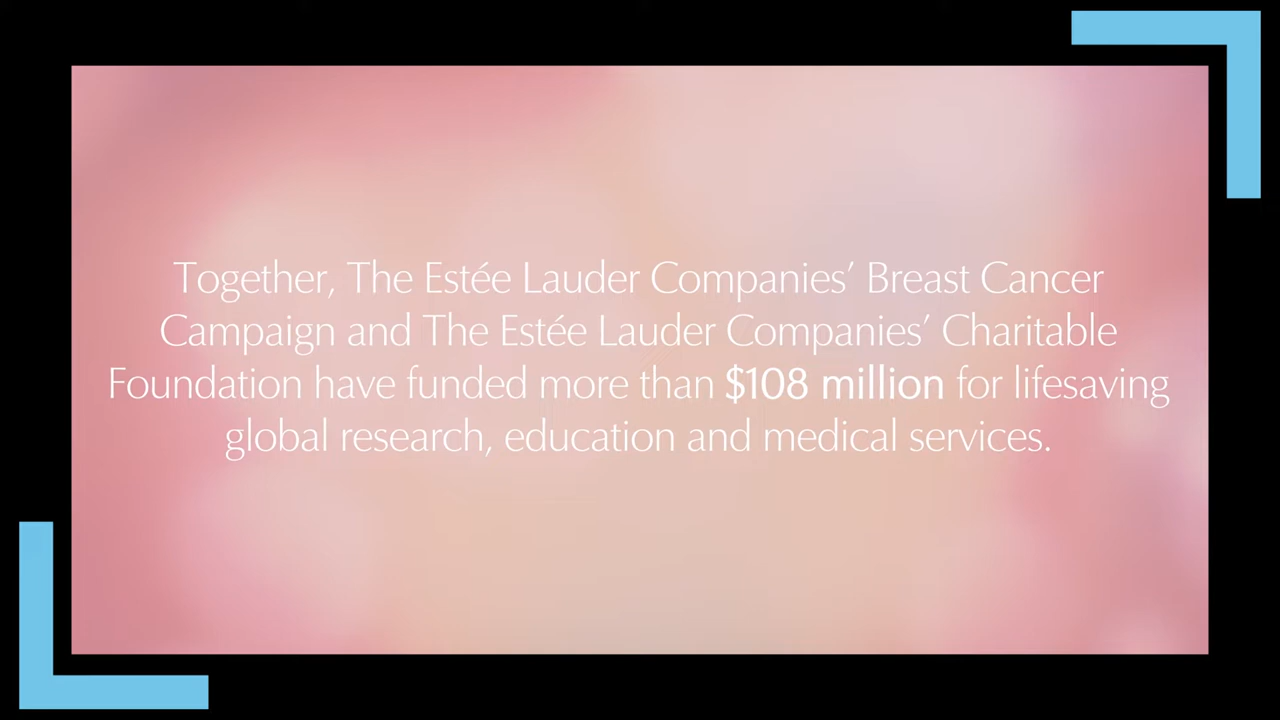 Together, The Estée Lauder Companies’ Breast Cancer
Campaign and The Estée Lauder Companies’ Charitable
Foundation have funded more than $108 million for lifesaving
global research, education and medical services.